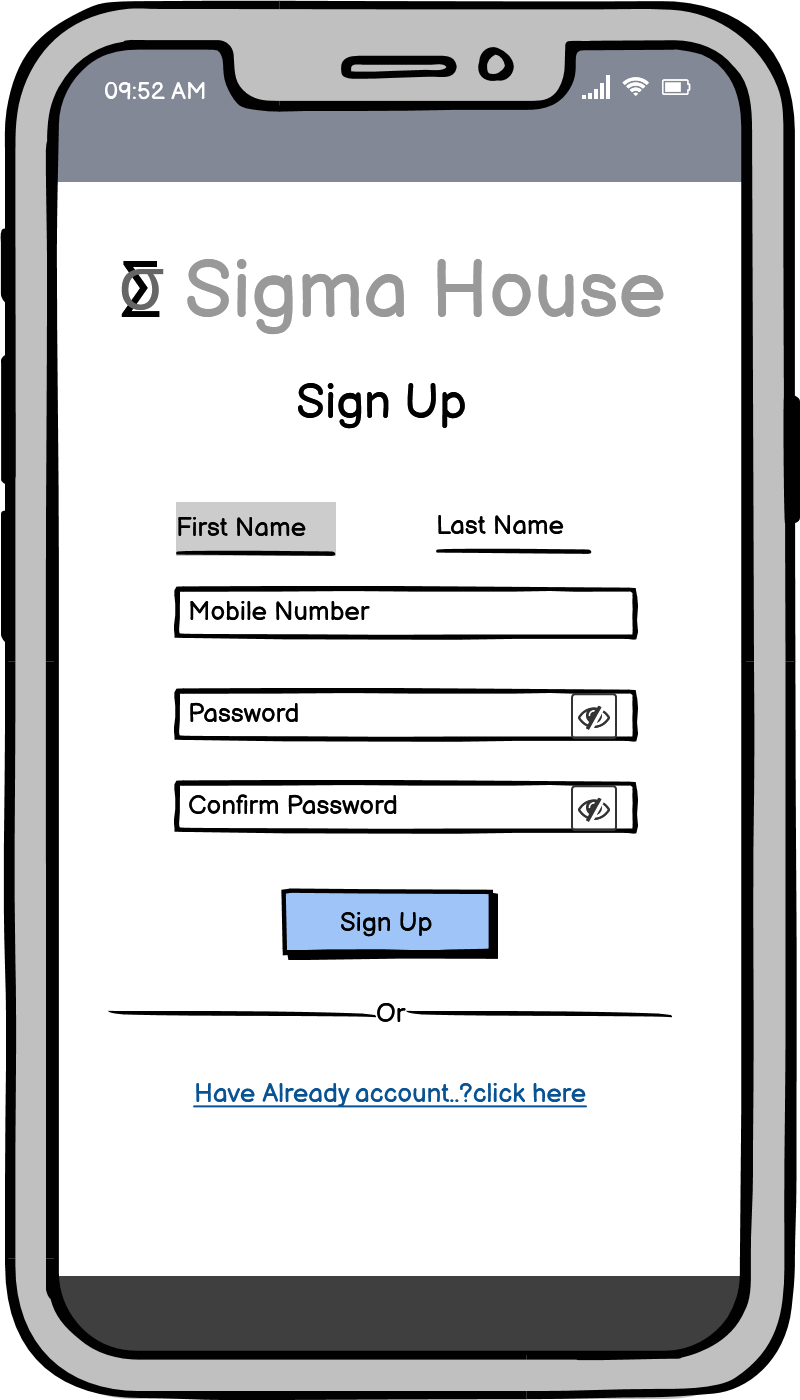 09:52 AM
Σσ Sigma House
Sign Up
First Name Last Name
Mobile Number
Password
Confirm Password
Sign Up
Or
Have Already account..?click here